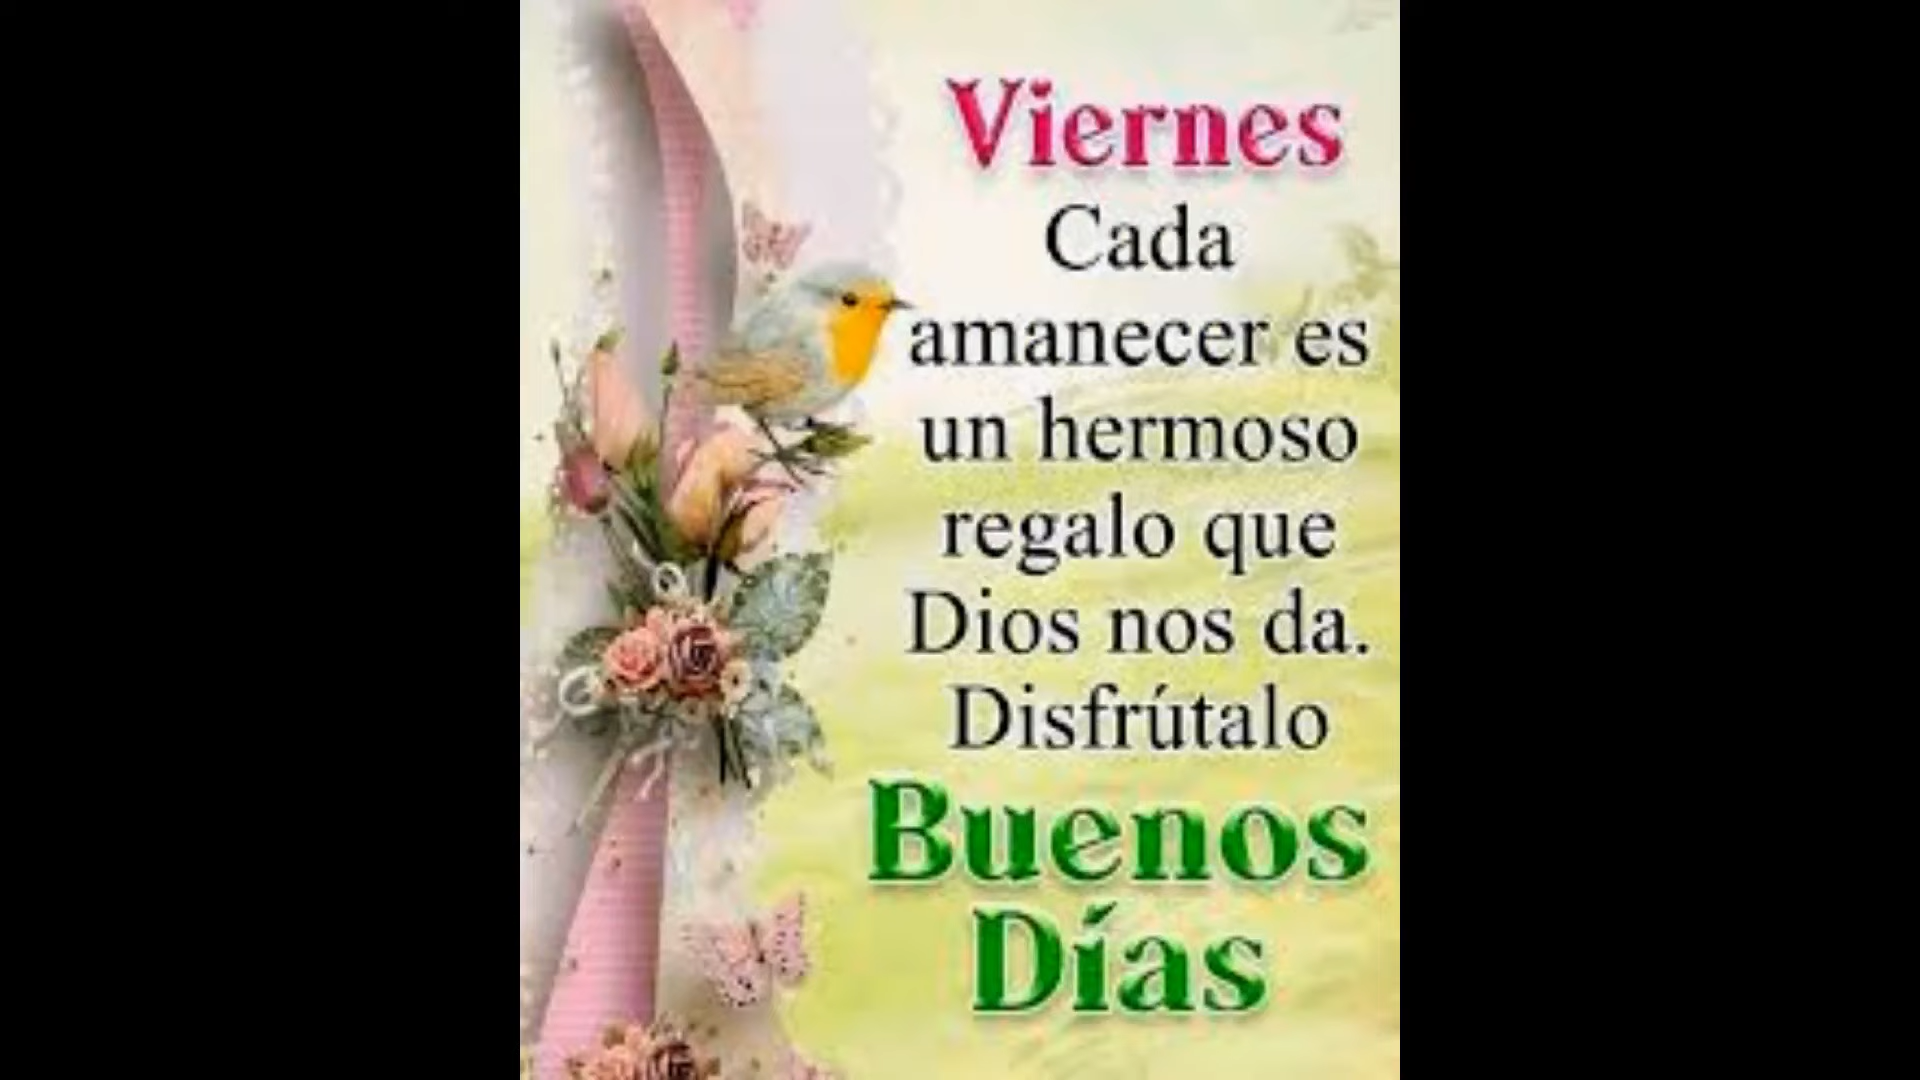 Viernes
Cada
amanecer es
un hermoso
regalo que
Dios nos da.
Disfrútalo
Buenos
Días